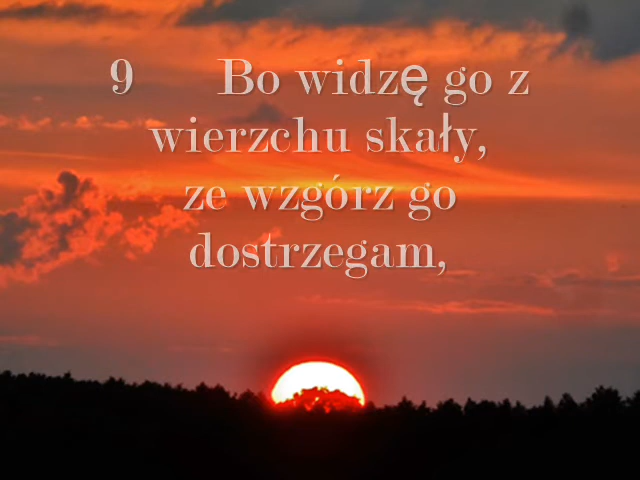 9 Bo widzę go z
wierzchu skały,
ze wzgórz go
dostrzegam,